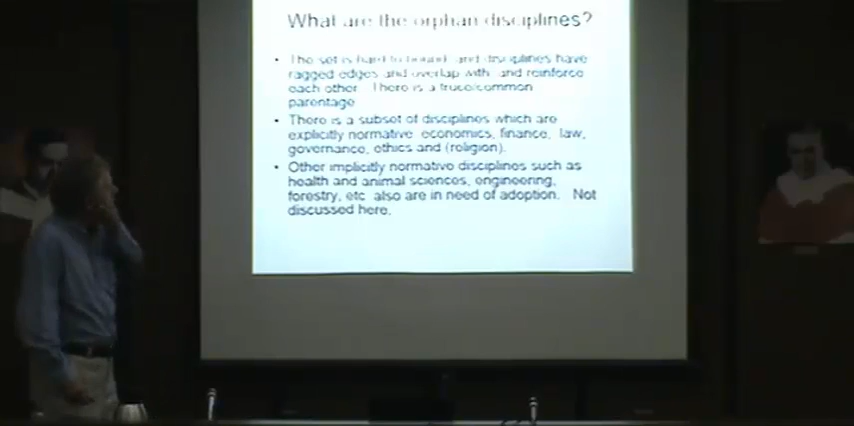 What are the orphan disciplines?
• The set is hard to bound and disciplines have
ragged edges and overlap with and reinforce
each other. There is a true/common
parentage
• There is a subset of disciplines which are
explicitly normative economics, finance, law,
governance, ethics and (religion).
• Other implicitly normative disciplines such as
health and animal sciences, engineering,
forestry, etc also are in need of adoption. Not
discussed here.